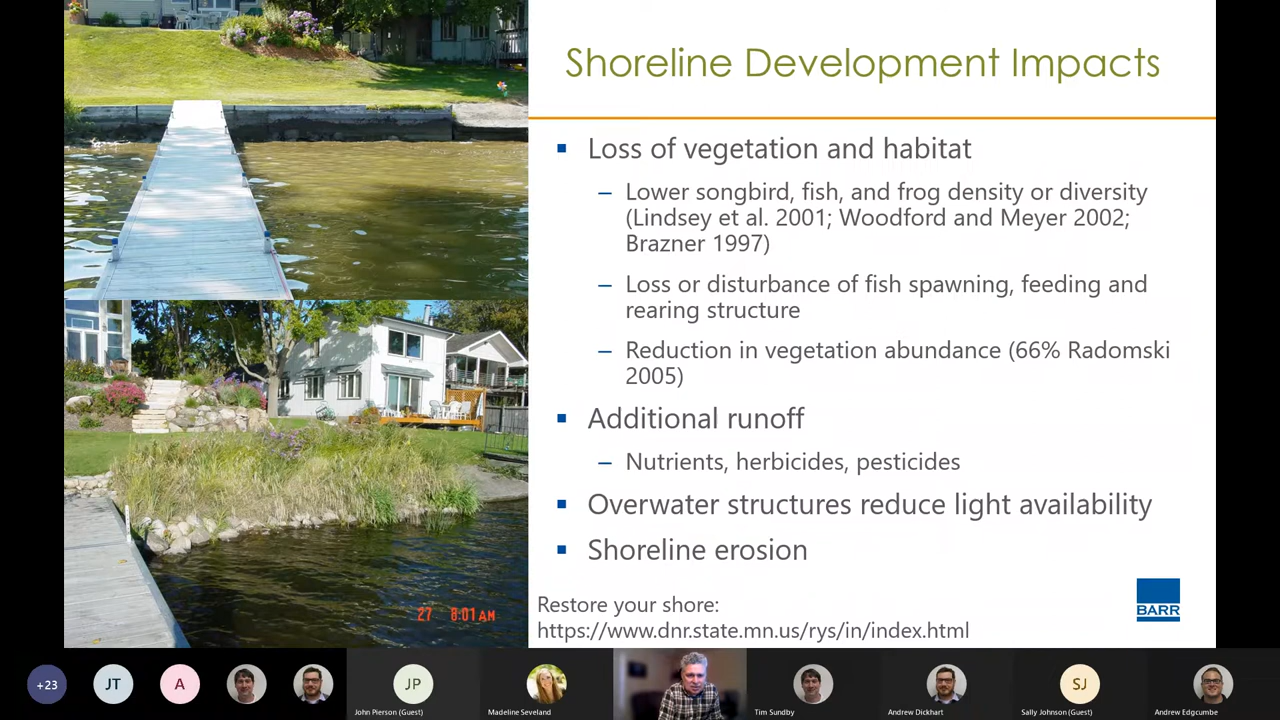 Shoreline Development Impacts
Loss of vegetation and habitat
– Lower songbird, fish, and frog density or diversity
(Lindsey et al. 2001; Woodford and Meyer 2002;
Brazner 1997)
– Loss or disturbance of fish spawning, feeding and
rearing structure
– Reduction in vegetation abundance (66% Radomski
2005)
Additional runoff
– Nutrients, herbicides, pesticides
Overwater structures reduce light availability
Shoreline erosion
27 8:01AM
Restore your shore:
https://www.dnr.state.mn.us/rys/in/index.html
BARR
+23
JT
A
JP
SJ
John Pierson (Guest)
Madeline Seveland
Tim Sundby
Andrew Dickhart
Sally Johnson (Guest)
Andrew Edgcumbe